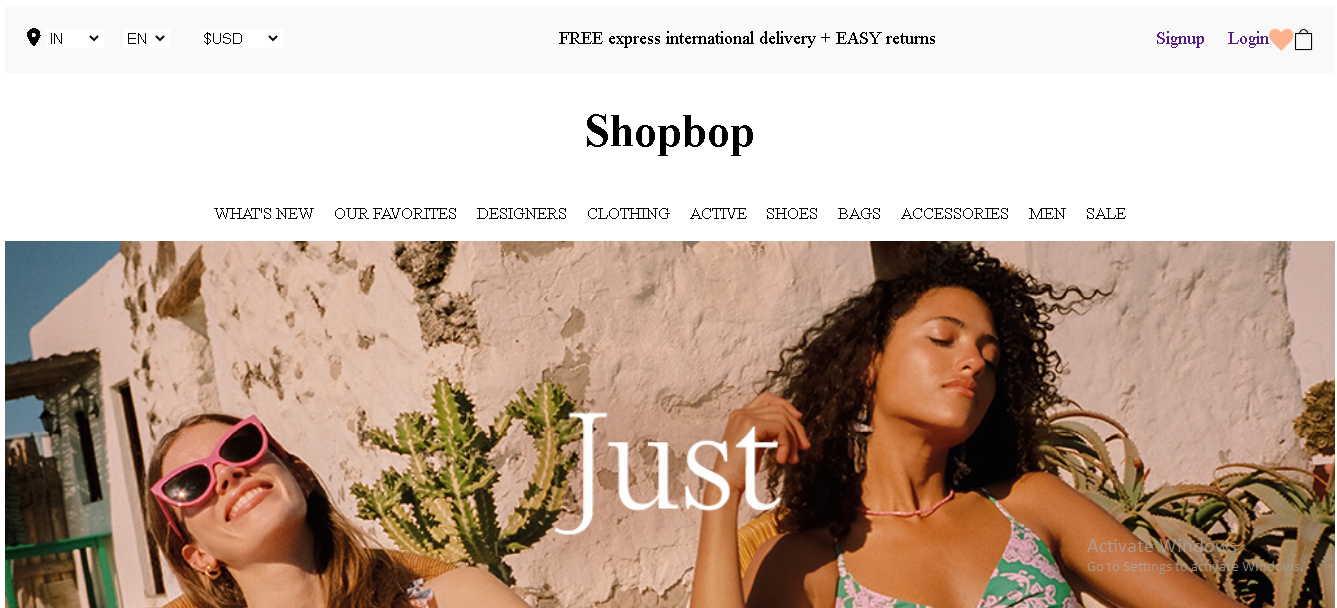 IN EN $USD FREE express international delivery + EASY returns Signup Login
Shopbop
WHAT'S NEW OUR FAVORITES DESIGNERS CLOTHING ACTIVE SHOES BAGS ACCESSORIES MEN SALE
Just
Activate Windows
Go to Settings to activate Windows.